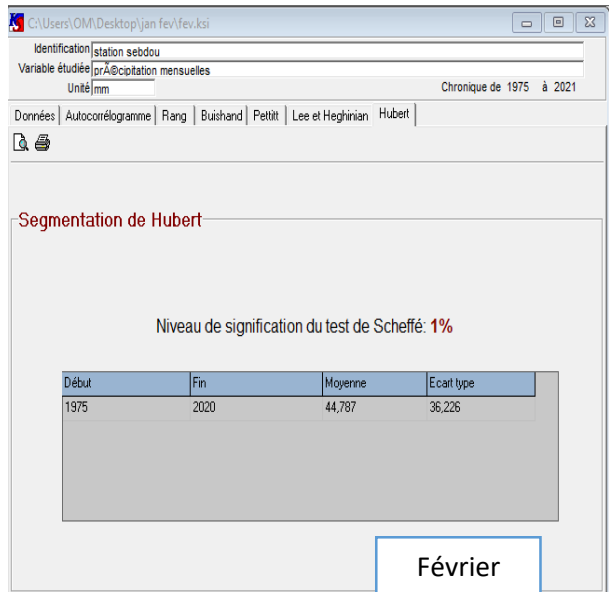 C:\Users\OM\Desktop\jan fev\fev.ksi
Identification station sebdou
Variable étudiée prÃ©cipitation mensuelles
Unité mm Chronique de 1975 à 2021
Données Autocorrélogramme Rang Buishand Pettitt Lee et Heghinian Hubert
Segmentation de Hubert
Niveau de signification du test de Scheffé: 1%
Début Fin Moyenne Ecart type
1975 2020 44,787 36,226
Février